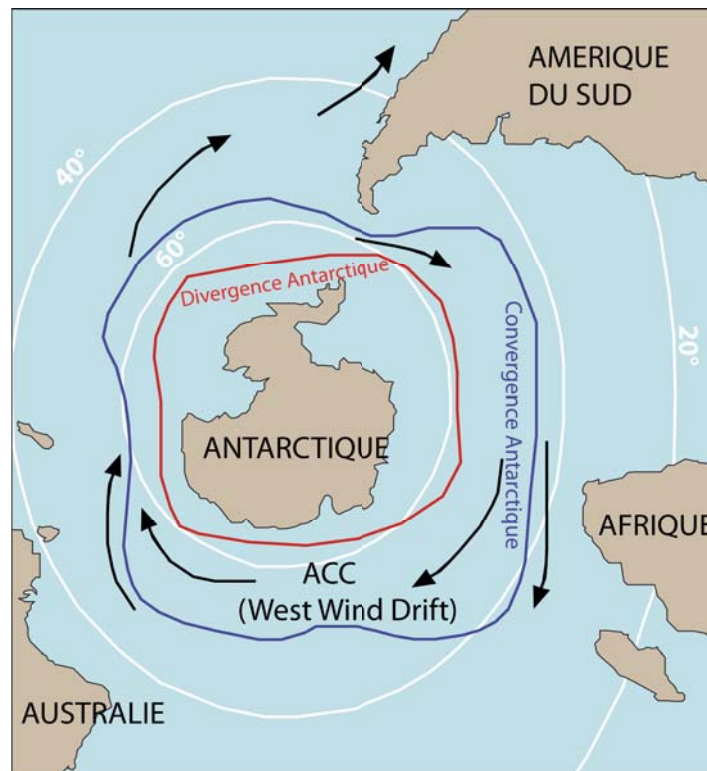 AMERIQUE
DU SUD
40°
60°
Divergence Antarctique
Convergence Antarctique
20°
ANTARCTIQUE
AFRIQUE
ACC
(West Wind Drift)
AUSTRALIE